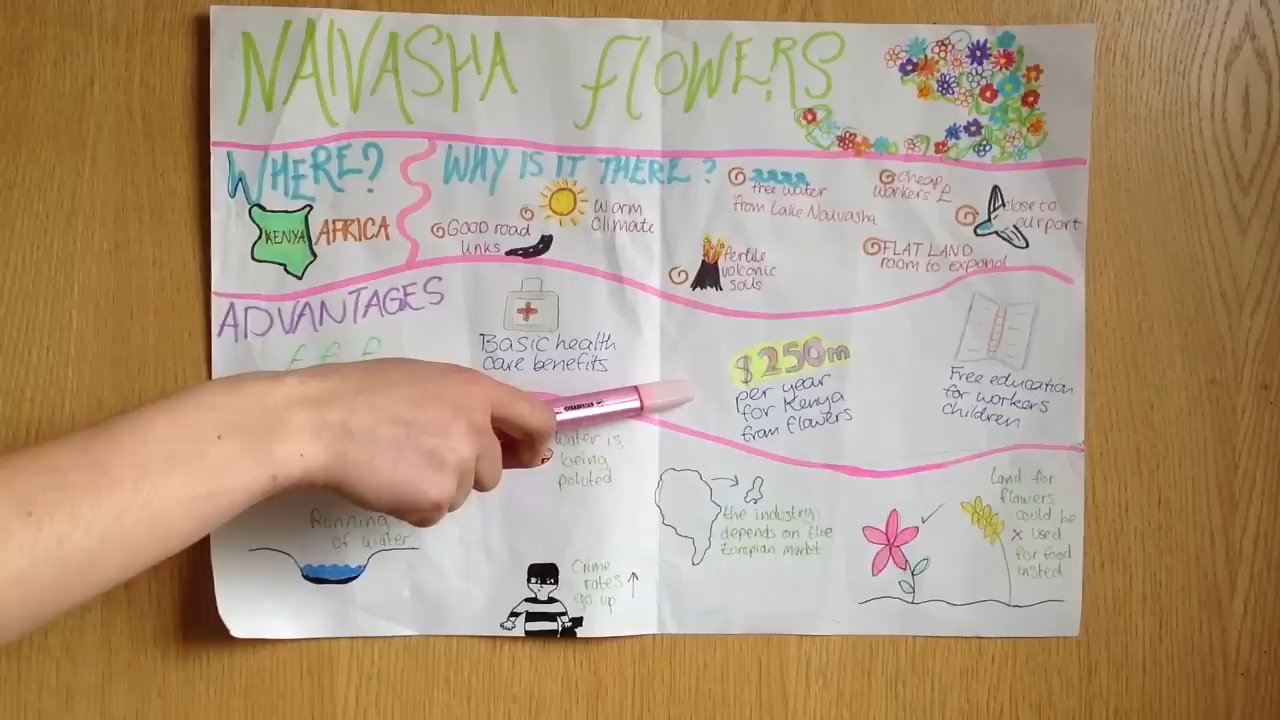 NAIVASHA FlOWERS
WHERE?
KENYA
AFRICA
WHY IS IT THERE?
GOOD road
links
warm
climate
free water
from Lake Naivasha
fertile
volcanic
soils
cheap
workers £
close to
airport
FLAT LAND
room to expand
ADVANTAGES
£ £ £
Basic health
care benefits
$250m
per year
for Kenya
from flowers
Free education
for workers
children
Running
of water
water is
being
poluted
Crime
rates
go up
the industry
depends on the
Europian market
Land for
flowers
could be
x used
for food
insted